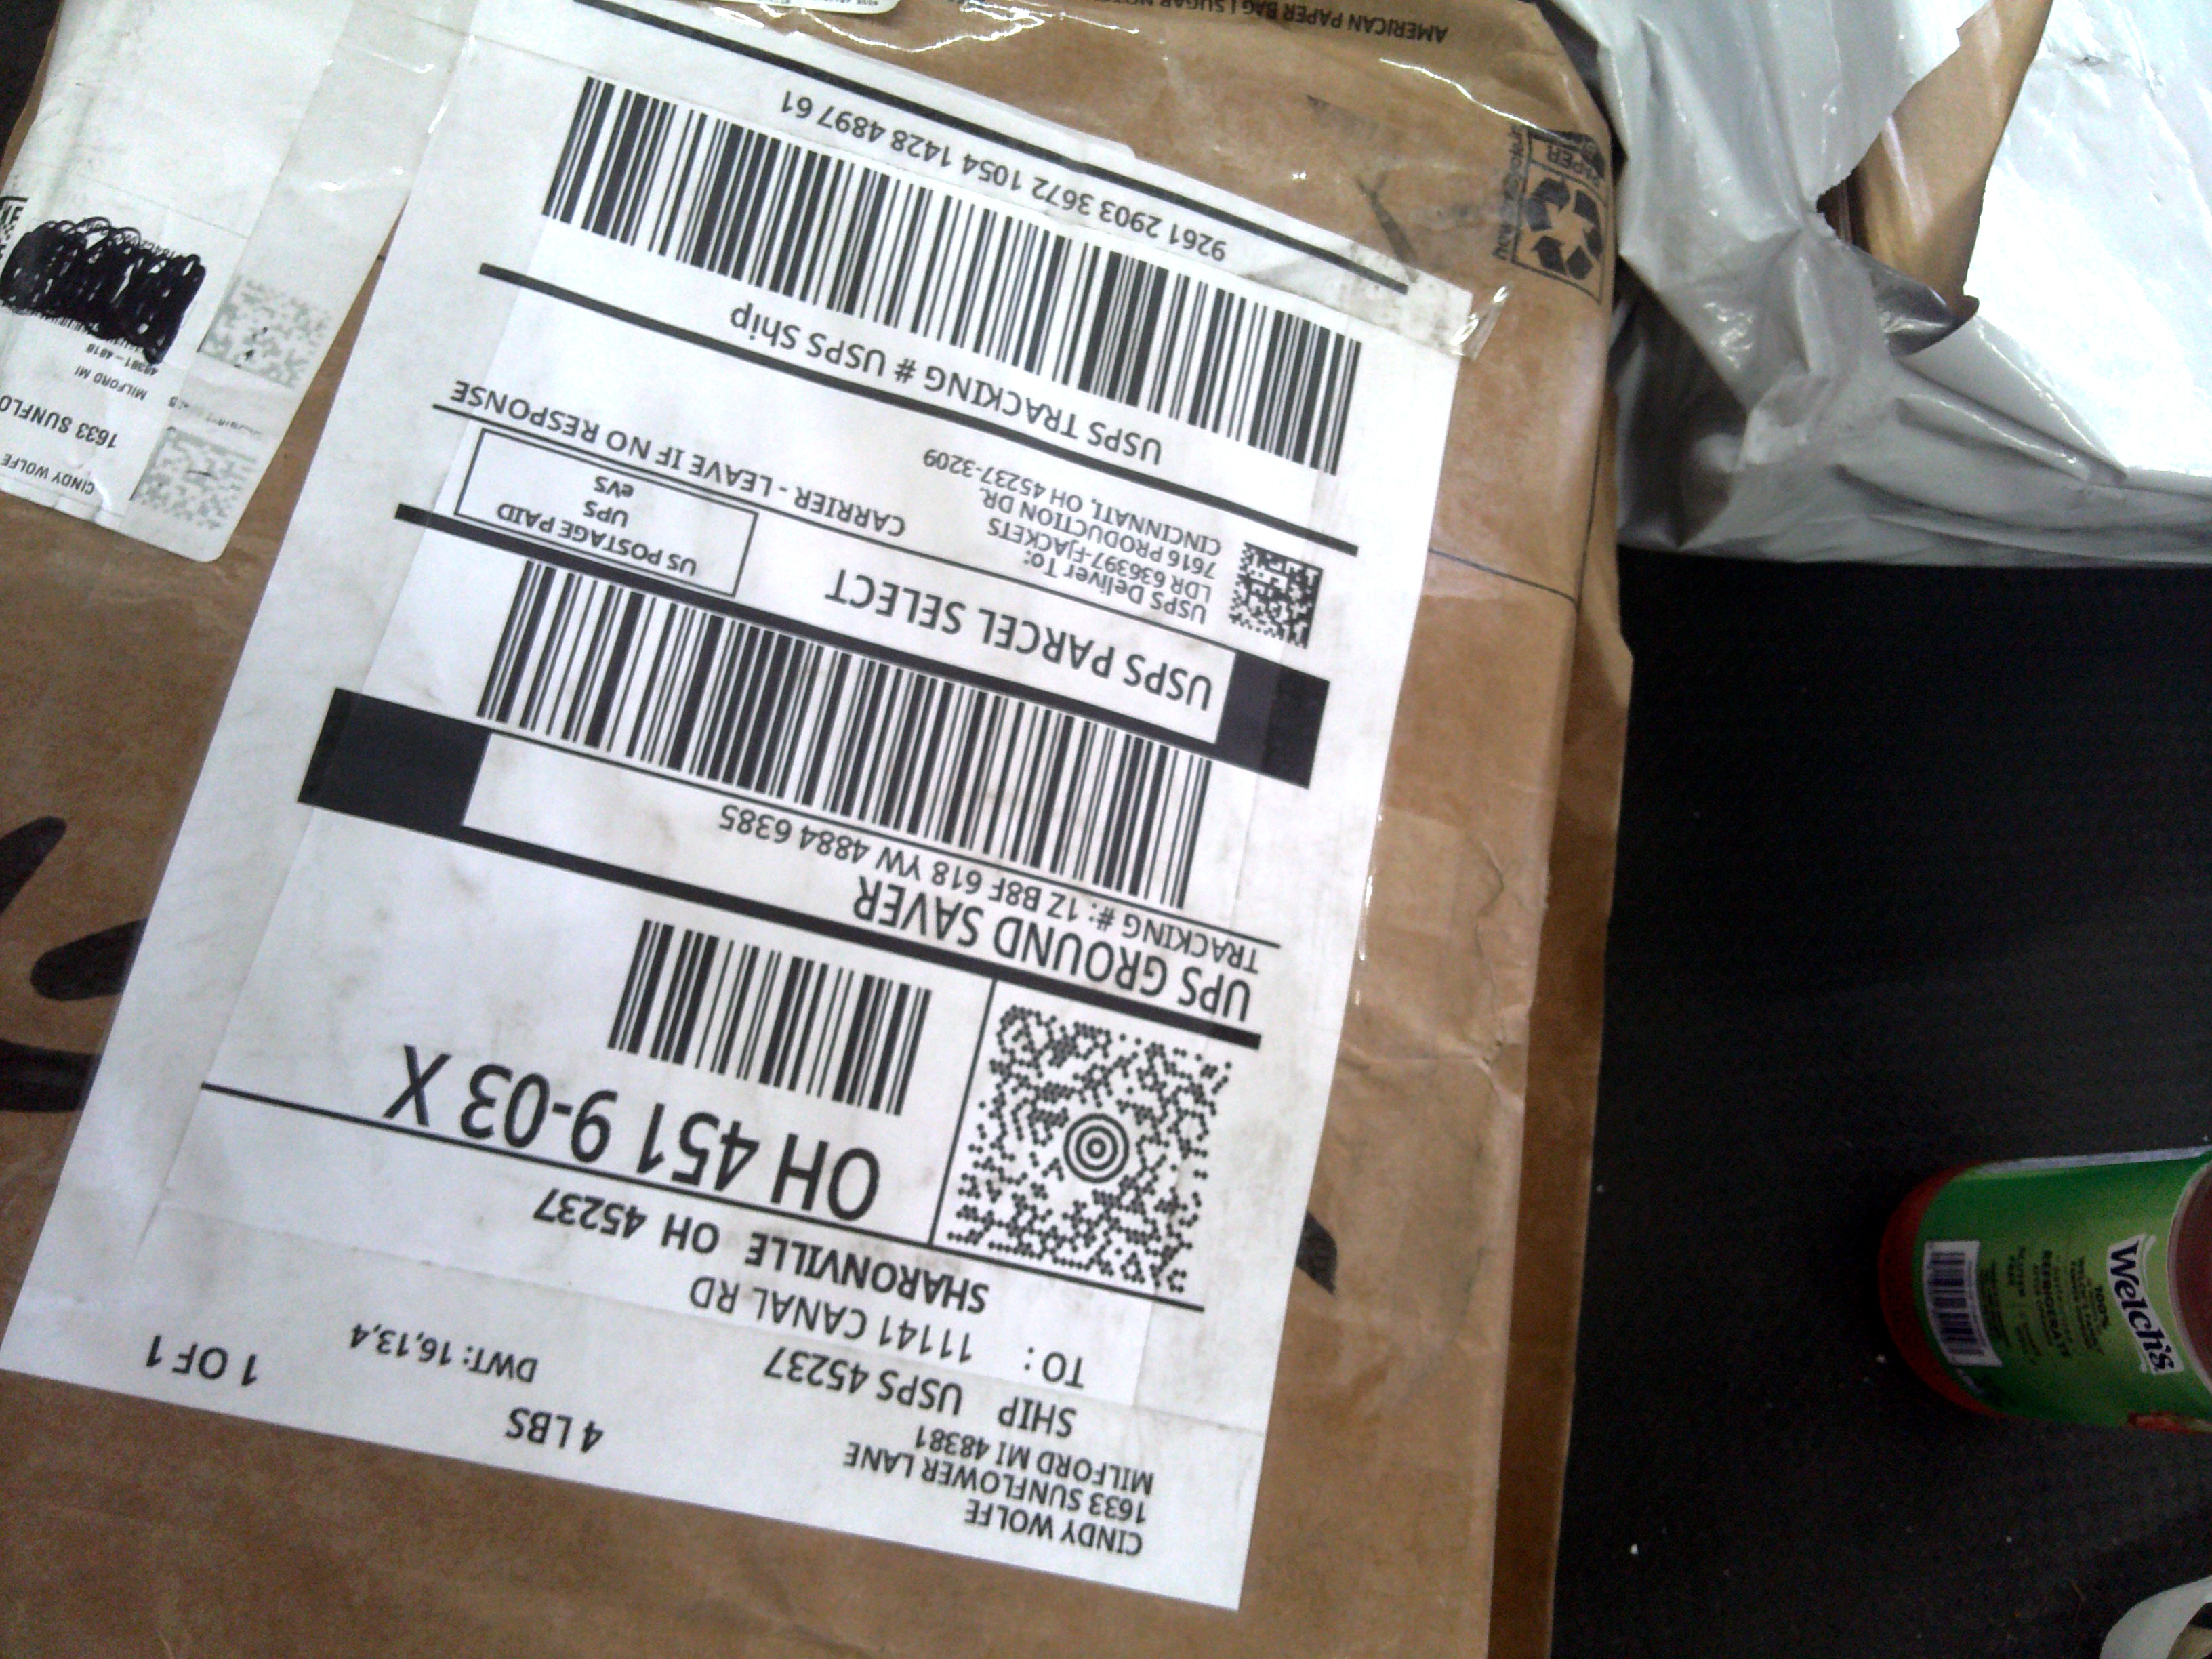 CINDY WOLFE
1633 SUNFLOWER LANE
MILFORD MI 48381
4 LBS
1 OF 1
DWT: 16,13,4
SHIP USPS 45237
TO: 11141 CANAL RD
SHARONVILLE OH 45237
OH 451 9-03 X
UPS GROUND SAVER
TRACKING #: 1Z B8F 618 YW 4884 6385
USPS PARCEL SELECT
US POSTAGE PAID
UPS
eVS
USPS Deliver To:
LDR 636397-FJACKETS
7616 PRODUCTION DR.
CINCINNATI, OH 45237-3209
CARRIER - LEAVE IF NO RESPONSE
USPS TRACKING # USPS Ship
9261 2903 3672 1054 1428 4897 61
CINDY WOLFE
1633 SUNFLO
MILFORD MI
48381-4818
AMERICAN PAPER BAG | SUGAR
PAPER
Welch's
100%
REFRIGERATE